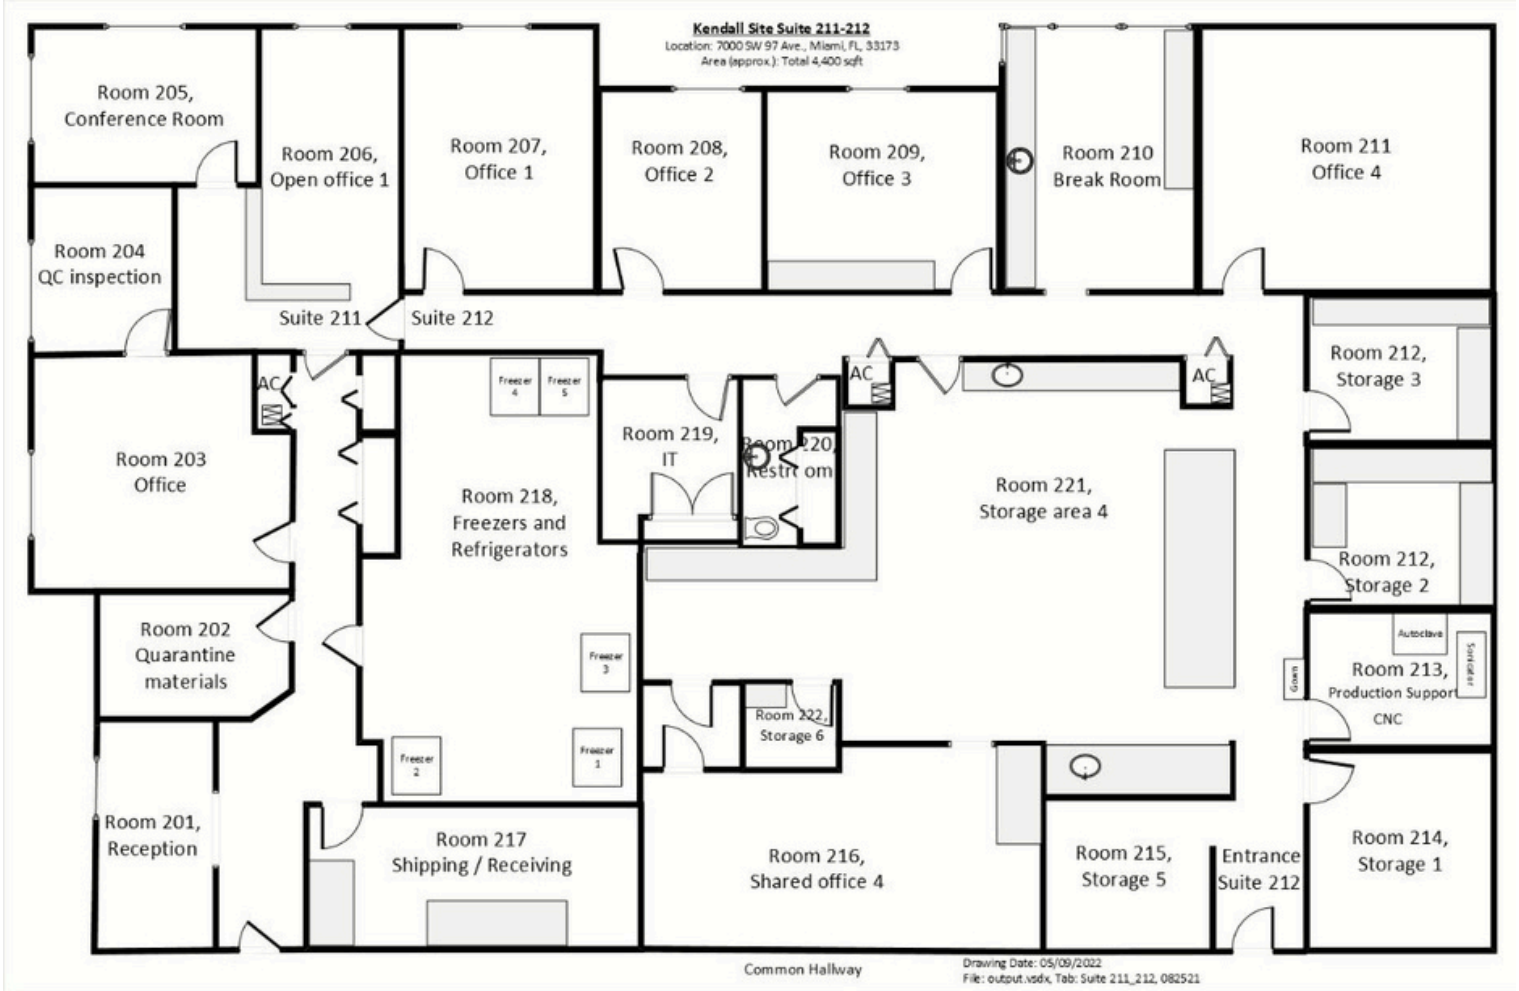 Kendall Site Suite 211-212
Location: 7000 SW 97 Ave., Miami, FL, 33173
Area (approx.): Total 4,400 sqft
Room 205,
Conference Room
Room 206,
Open office 1
Room 207,
Office 1
Room 208,
Office 2
Room 209,
Office 3
Room 210
Break Room
Room 211
Office 4
Room 204
QC inspection
Suite 211
Suite 212
Room 212,
Storage 3
AC
AC
AC
Freezer
4
Freezer
5
Room 203
Office
Room 219,
IT
Room 220,
Restroom
Room 218,
Freezers and
Refrigerators
Room 221,
Storage area 4
Room 212,
Storage 2
Room 202
Quarantine
materials
Freezer
3
Autoclave
Sonicator
Gown
Room 213,
Production Support
CNC
Room 222,
Storage 6
Freezer
2
Freezer
1
Room 201,
Reception
Room 217
Shipping / Receiving
Room 216,
Shared office 4
Room 215,
Storage 5
Entrance
Suite 212
Room 214,
Storage 1
Common Hallway
Drawing Date: 05/09/2022
File: output.vsdx, Tab: Suite 211_212, 082521